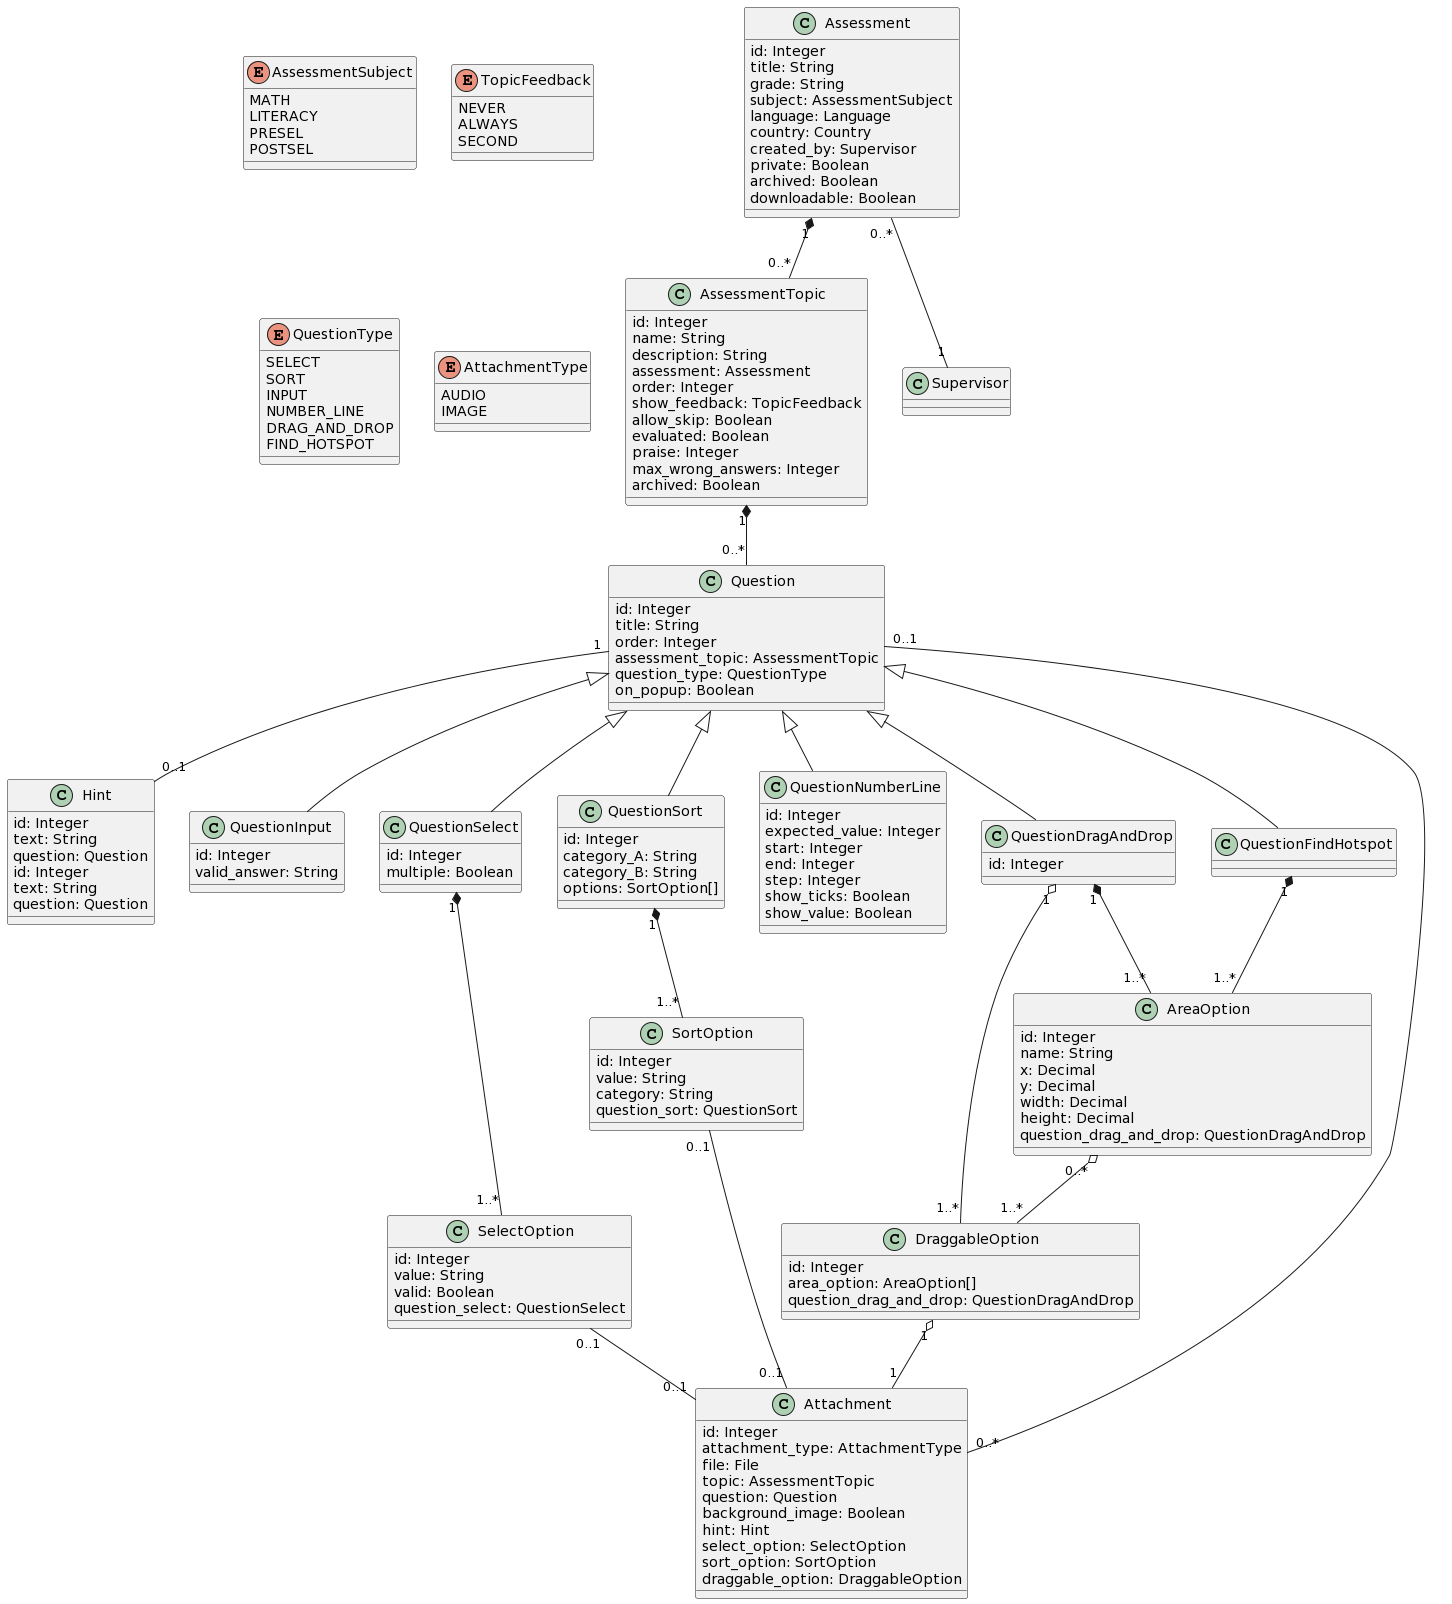 C Assessment
id: Integer
title: String
grade: String
subject: AssessmentSubject
language: Language
country: Country
created_by: Supervisor
private: Boolean
archived: Boolean
downloadable: Boolean
E AssessmentSubject
MATH
LITERACY
PRESEL
POSTSEL
E TopicFeedback
NEVER
ALWAYS
SECOND
1
0..*
0..*
1
C AssessmentTopic
id: Integer
name: String
description: String
assessment: Assessment
order: Integer
show_feedback: TopicFeedback
allow_skip: Boolean
evaluated: Boolean
praise: Integer
max_wrong_answers: Integer
archived: Boolean
E QuestionType
SELECT
SORT
INPUT
NUMBER_LINE
DRAG_AND_DROP
FIND_HOTSPOT
E AttachmentType
AUDIO
IMAGE
C Supervisor
1
0..*
C Question
id: Integer
title: String
order: Integer
assessment_topic: AssessmentTopic
question_type: QuestionType
on_popup: Boolean
1
0..1
0..1
C Hint
id: Integer
text: String
question: Question
id: Integer
text: String
question: Question
C QuestionInput
id: Integer
valid_answer: String
C QuestionSelect
id: Integer
multiple: Boolean
C QuestionSort
id: Integer
category_A: String
category_B: String
options: SortOption[]
C QuestionNumberLine
id: Integer
expected_value: Integer
start: Integer
end: Integer
step: Integer
show_ticks: Boolean
show_value: Boolean
C QuestionDragAndDrop
id: Integer
C QuestionFindHotspot
1
1
1
1
1
1..*
1..*
1..*
C SortOption
id: Integer
value: String
category: String
question_sort: QuestionSort
C AreaOption
id: Integer
name: String
x: Decimal
y: Decimal
width: Decimal
height: Decimal
question_drag_and_drop: QuestionDragAndDrop
0..1
0..*
1..*
1..*
1..*
C SelectOption
id: Integer
value: String
valid: Boolean
question_select: QuestionSelect
C DraggableOption
id: Integer
area_option: AreaOption[]
question_drag_and_drop: QuestionDragAndDrop
0..1
1
0..1
0..1
1
0..*
C Attachment
id: Integer
attachment_type: AttachmentType
file: File
topic: AssessmentTopic
question: Question
background_image: Boolean
hint: Hint
select_option: SelectOption
sort_option: SortOption
draggable_option: DraggableOption